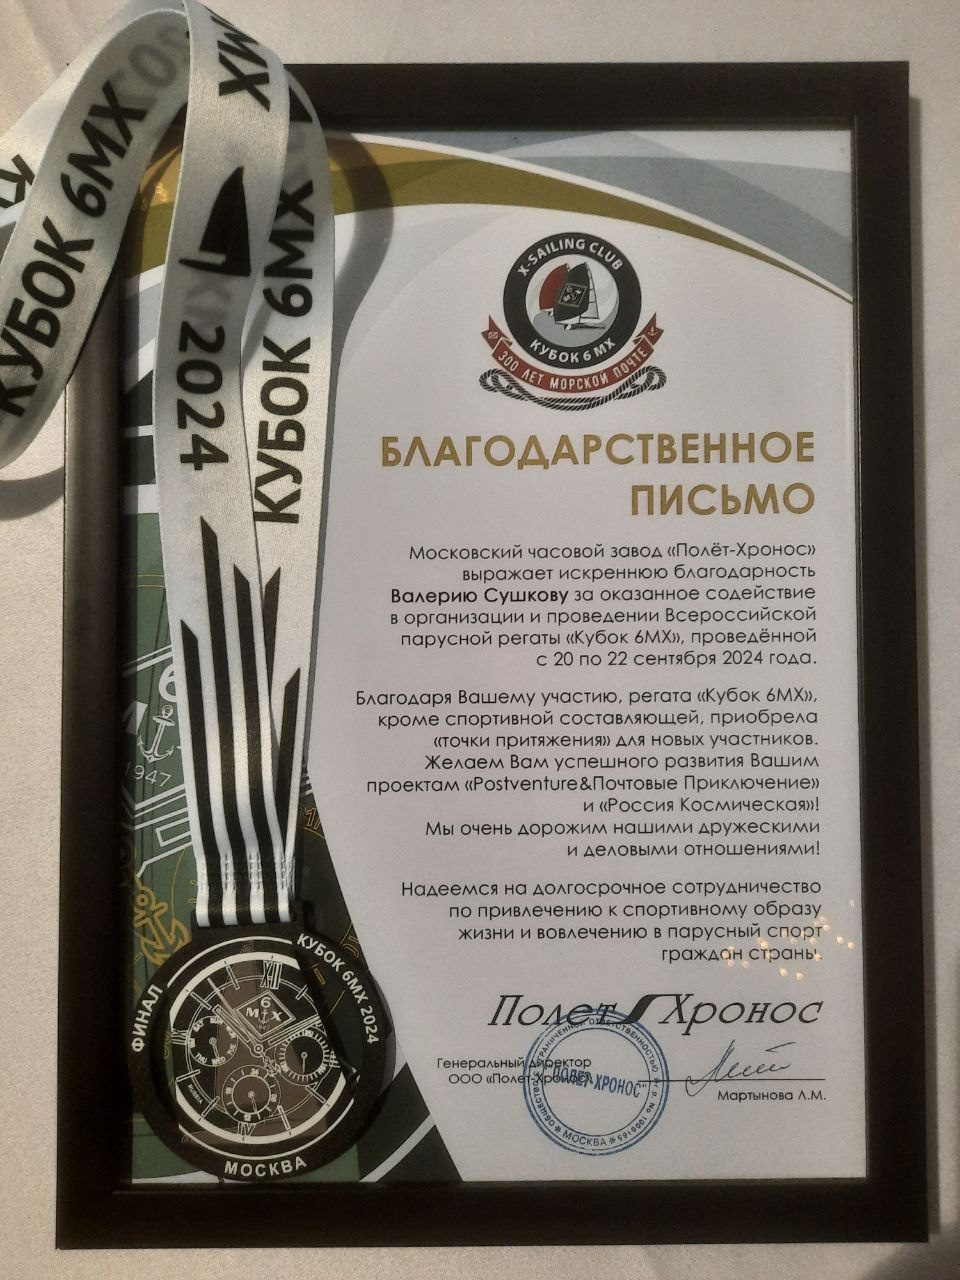 КУБОК 6МХ
2024
КУБОК 6МХ
X-SAILING CLUB
КУБОК 6 МХ
300 ЛЕТ МОРСКОЙ ПОЧТЕ
БЛАГОДАРСТВЕННОЕ
ПИСЬМО
Московский часовой завод «Полёт-Хронос»
выражает искреннюю благодарность
Валерию Сушкову за оказанное содействие
в организации и проведении Всероссийской
парусной регаты «Кубок 6МХ», проведённой
с 20 по 22 сентября 2024 года.
Благодаря Вашему участию, регата «Кубок 6МХ»,
кроме спортивной составляющей, приобрела
«точки притяжения» для новых участников.
Желаем Вам успешного развития Вашим
проектам «Postventure&Почтовые Приключение»
и «Россия Космическая»!
Мы очень дорожим нашими дружескими
и деловыми отношениями!
Надеемся на долгосрочное сотрудничество
по привлечению к спортивному образу
жизни и вовлечению в парусный спорт
граждан страны.
Полет Хронос
Генеральный директор
ООО «Полет-Хронос»
Мартынова Л.М.
"ПОЛЕТ-ХРОНОС"
МОСКВА
1947
ФИНАЛ
КУБОК 6МХ 2024
6
М Х
XII
МОСКВА